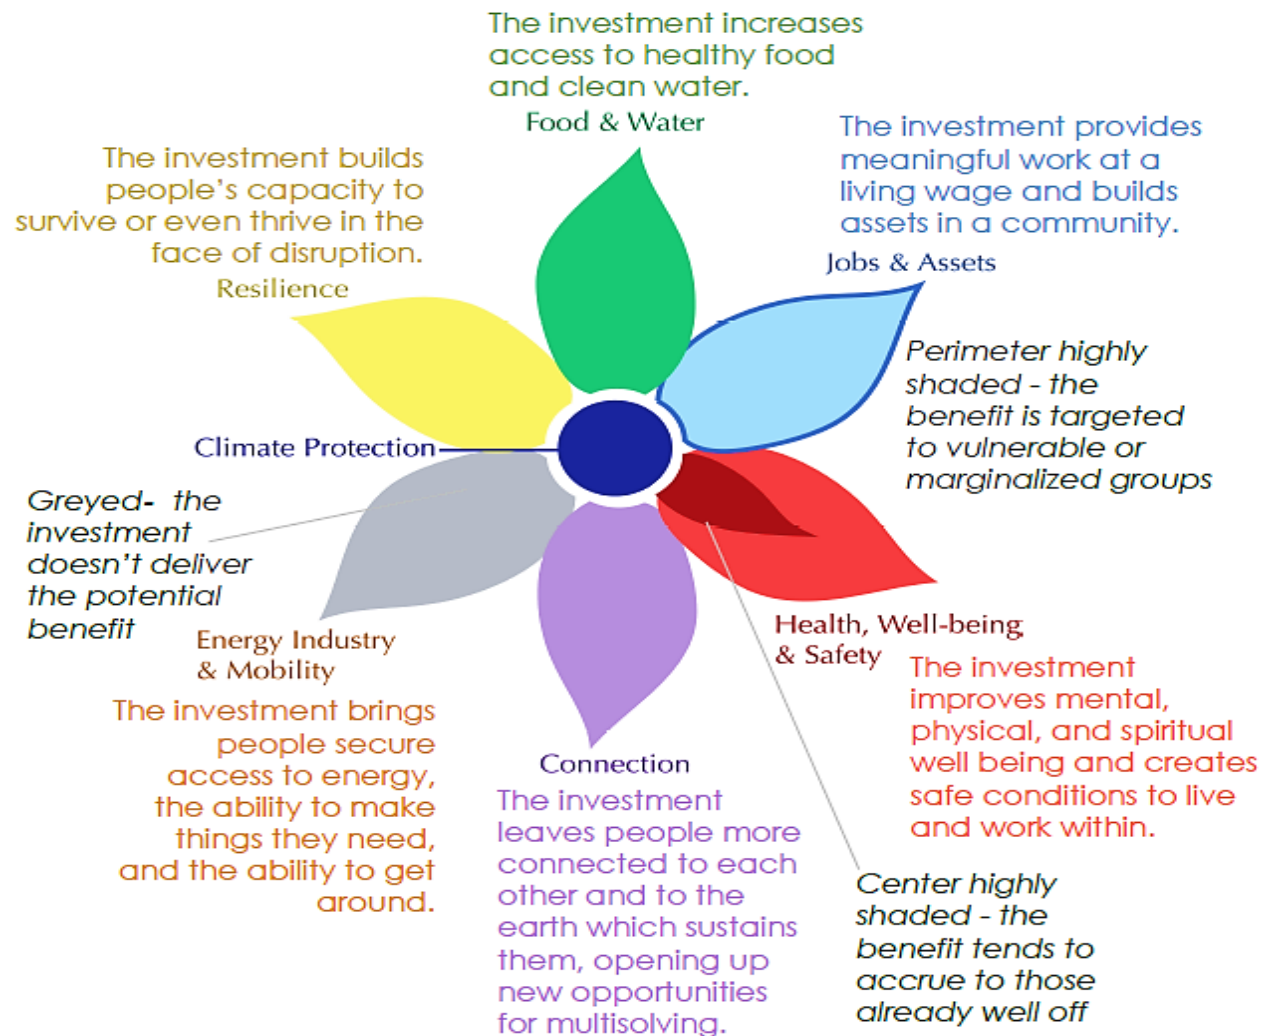 The investment increases
access to healthy food
and clean water.
Food & Water
The investment provides
meaningful work at a
living wage and builds
assets in a community.
Jobs & Assets
The investment builds
people’s capacity to
survive or even thrive in the
face of disruption.
Resilience
Perimeter highly
shaded - the
benefit is targeted
to vulnerable or
marginalized groups
Climate Protection
Greyed- the
investment
doesn’t deliver
the potential
benefit
Energy Industry
& Mobility
The investment brings
people secure
access to energy,
the ability to make
things they need,
and the ability to get
around.
Health, Well-being
& Safety
The investment
improves mental,
physical, and spiritual
well being and creates
safe conditions to live
and work within.
Connection
The investment
leaves people more
connected to each
other and to the
earth which sustains
them, opening up
new opportunities
for multisolving.
Center highly
shaded - the
benefit tends to
accrue to those
already well off